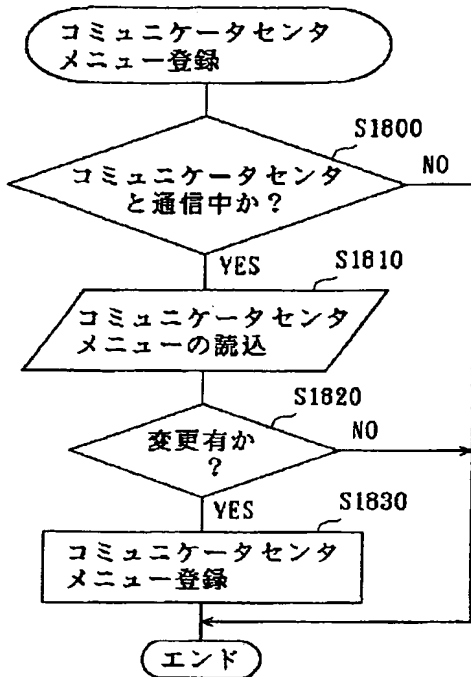 コミュニケータセンタ
メニュー登録
S1800
コミュニケータセンタ
と通信中か？
NO
YES
S1810
コミュニケータセンタ
メニューの読込
S1820
変更有か
？
NO
YES
S1830
コミュニケータセンタ
メニュー登録
エンド